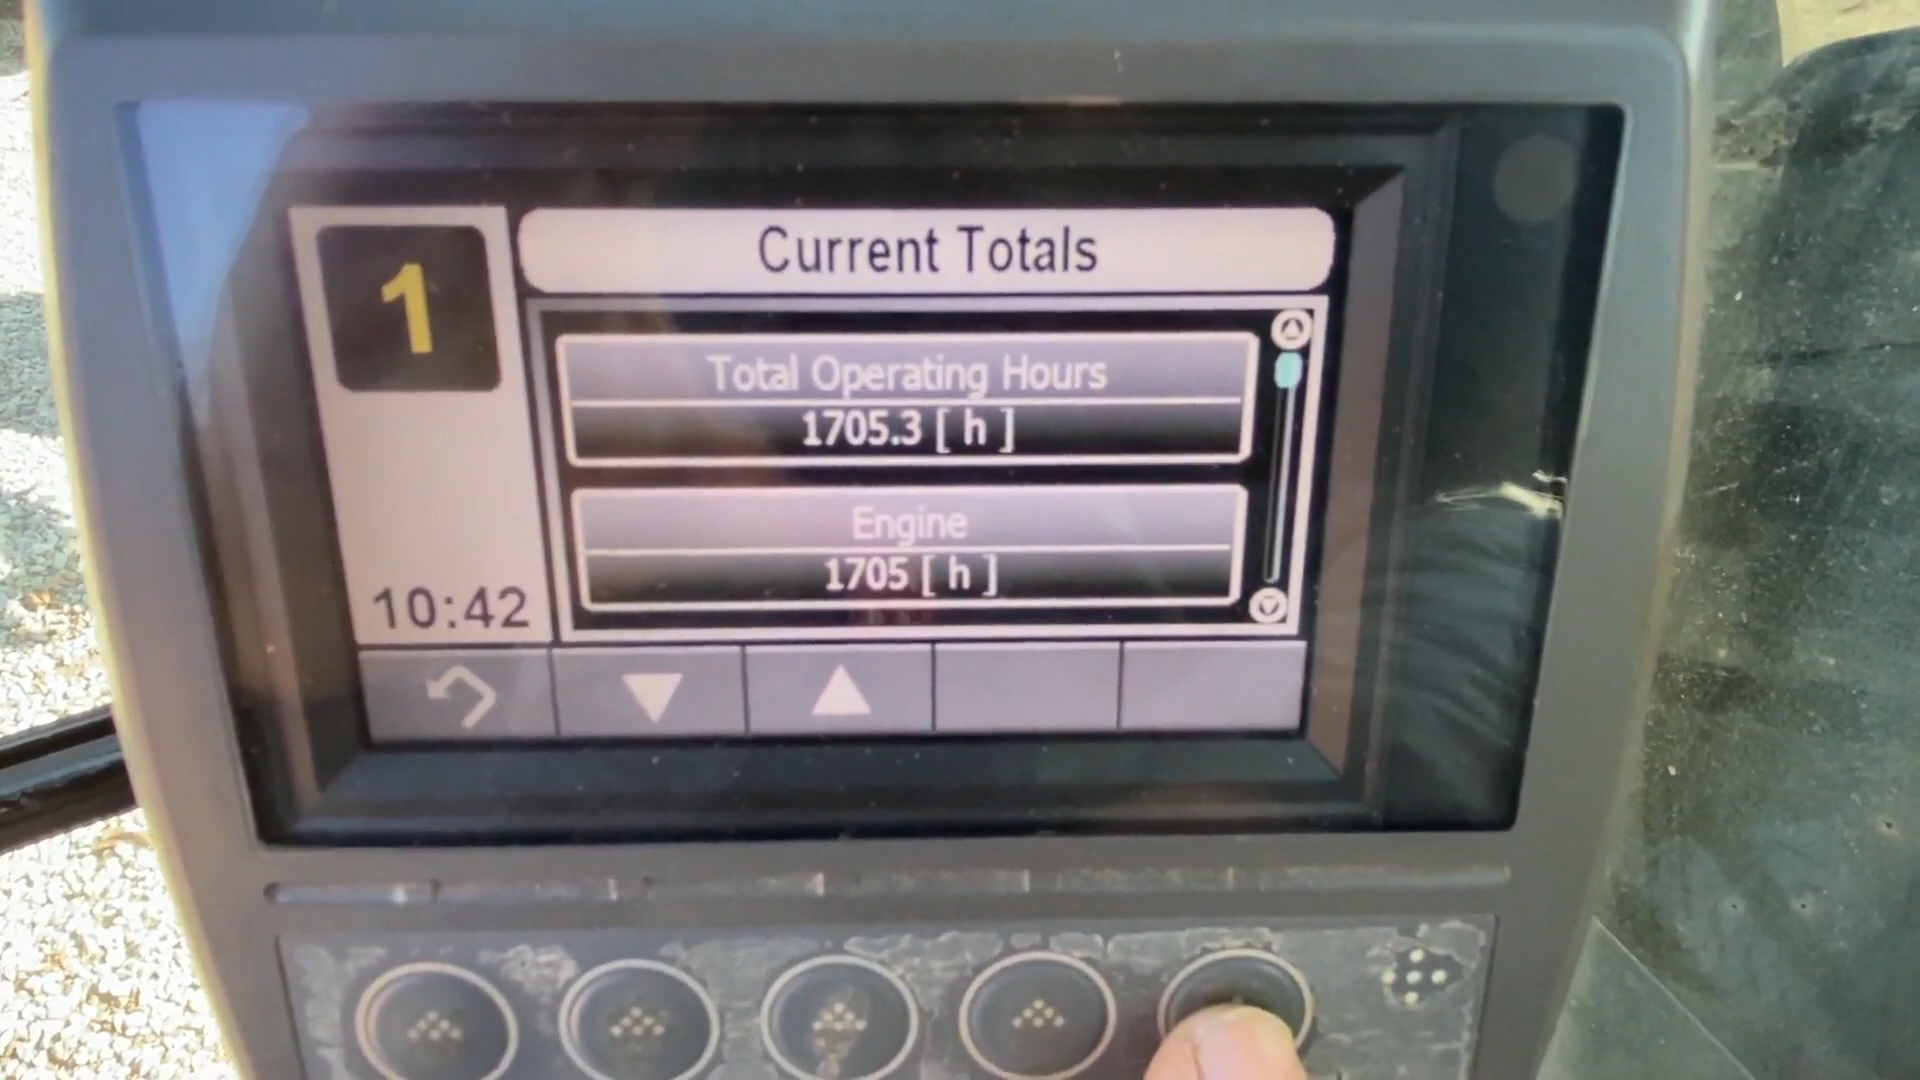 1
Current Totals
Total Operating Hours
1705.3 [ h ]
Engine
1705 [ h ]
10:42